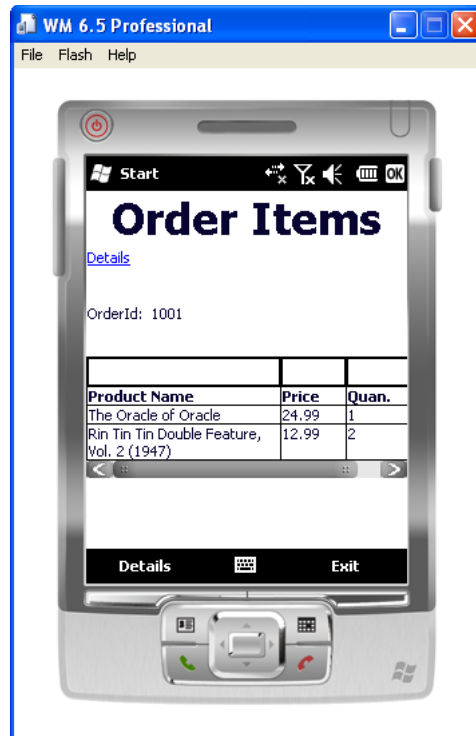 WM 6.5 Professional
File Flash Help
Start OK
Order Items
Details
OrderId: 1001
Product Name Price Quan.
The Oracle of Oracle 24.99 1
Rin Tin Tin Double Feature, 12.99 2
Vol. 2 (1947)
Details Exit